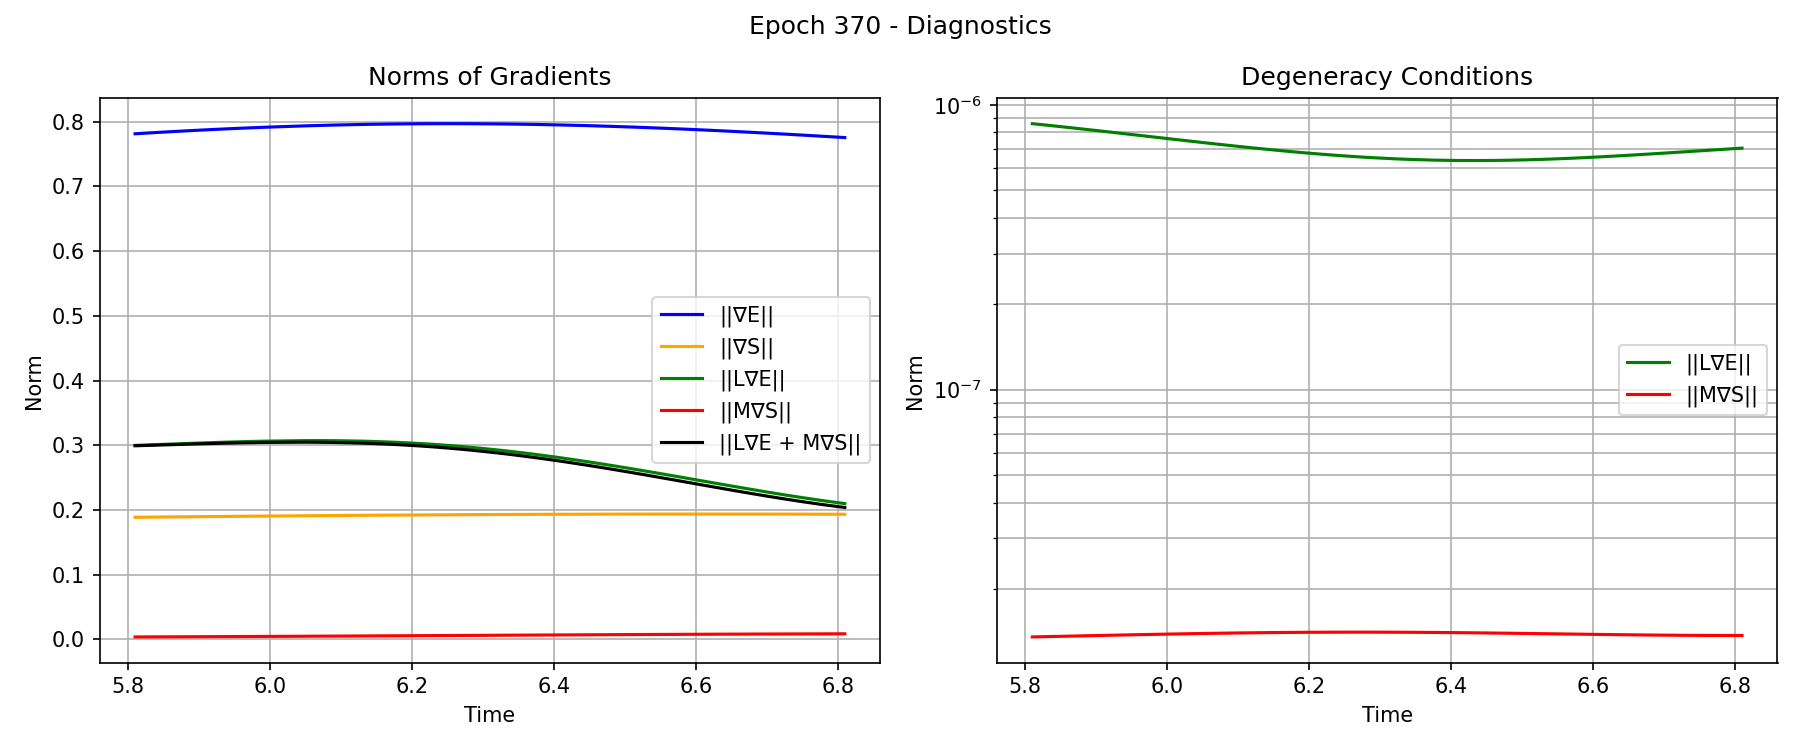 Epoch 370 - Diagnostics
Norms of Gradients
Norm
0.8
0.7
0.6
0.5
0.4
0.3
0.2
0.1
0.0
||∇E||
||∇S||
||L∇E||
||M∇S||
||L∇E + M∇S||
5.8 6.0 6.2 6.4 6.6 6.8
Time
Degeneracy Conditions
Norm
10⁻⁶
10⁻⁷
||L∇E||
||M∇S||
5.8 6.0 6.2 6.4 6.6 6.8
Time